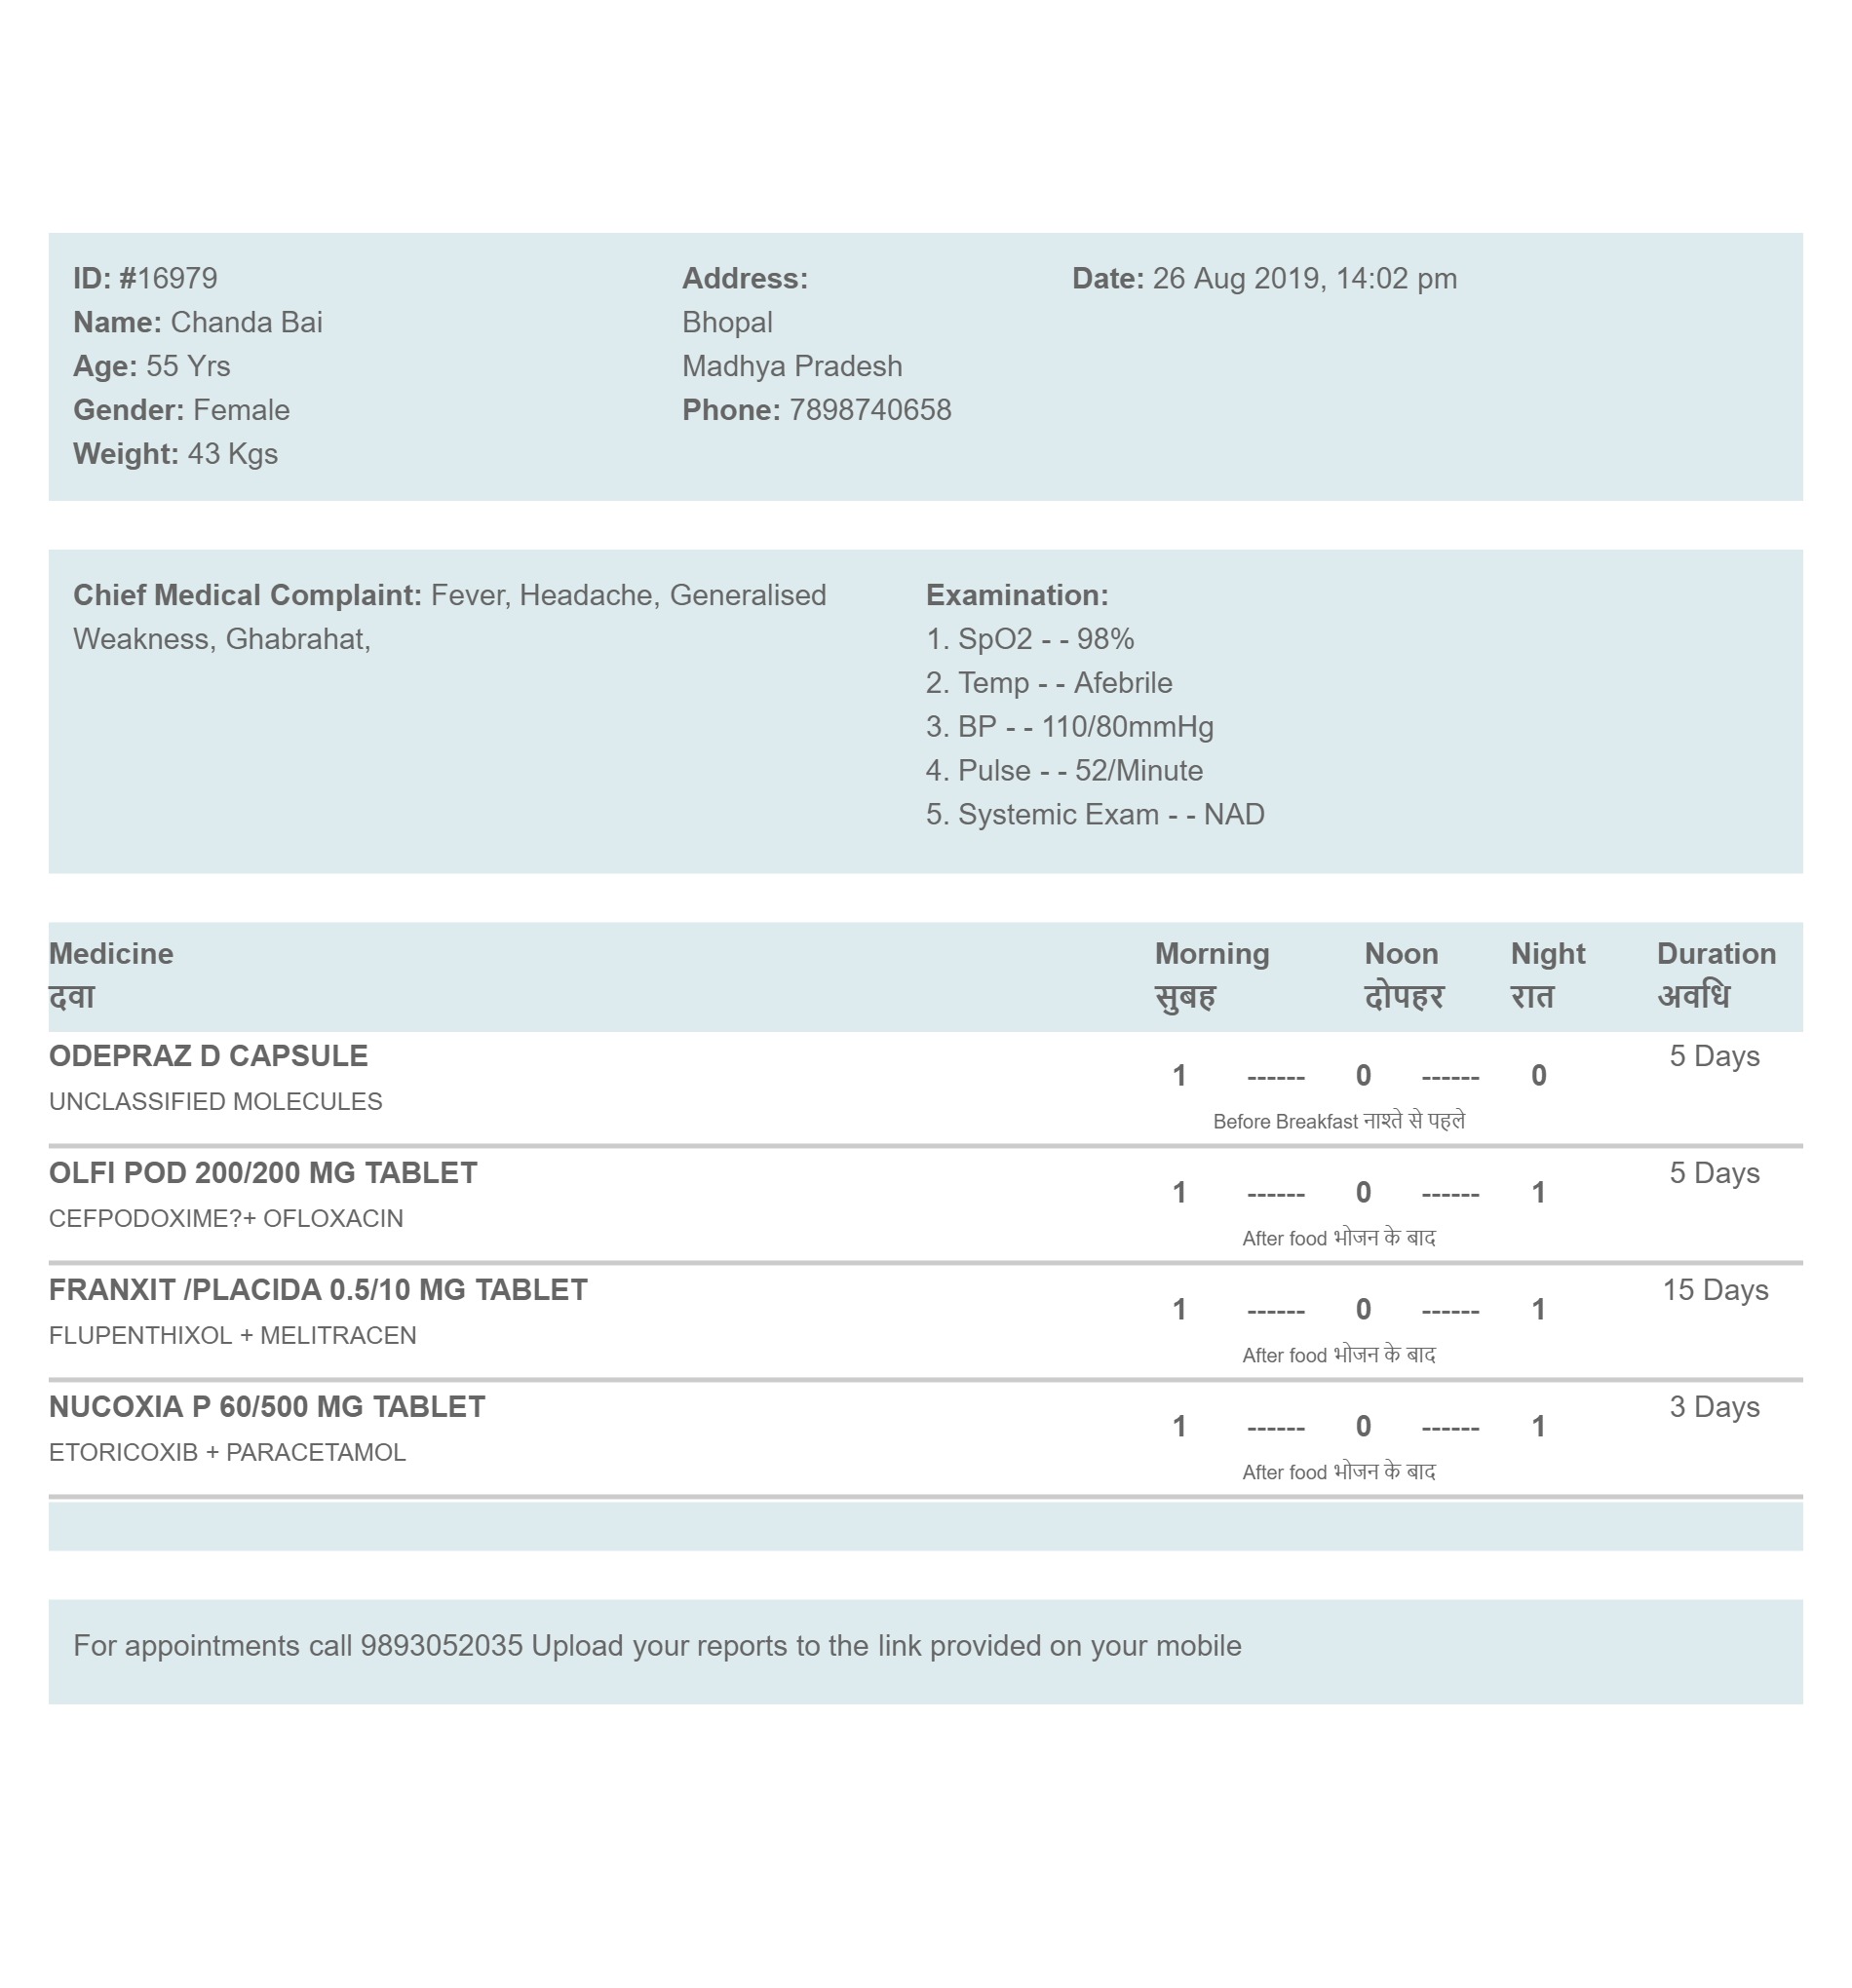 ID: #16979
Name: Chanda Bai
Age: 55 Yrs
Gender: Female
Weight: 43 Kgs
Address:
Bhopal
Madhya Pradesh
Phone: 7898740658
Date: 26 Aug 2019, 14:02 pm
Chief Medical Complaint: Fever, Headache, Generalised
Weakness, Ghabrahat,
Examination:
1. SpO2 - - 98%
2. Temp - - Afebrile
3. BP - - 110/80mmHg
4. Pulse - - 52/Minute
5. Systemic Exam - - NAD
Medicine Morning Noon Night Duration
दवा सुबह दोपहर रात अवधि
ODEPRAZ D CAPSULE 5 Days
1 ------ 0 ------ 0
UNCLASSIFIED MOLECULES
Before Breakfast नाश्ते से पहले
OLFI POD 200/200 MG TABLET 5 Days
1 ------ 0 ------ 1
CEFPODOXIME?+ OFLOXACIN
After food भोजन के बाद
FRANXIT /PLACIDA 0.5/10 MG TABLET 15 Days
1 ------ 0 ------ 1
FLUPENTHIXOL + MELITRACEN
After food भोजन के बाद
NUCOXIA P 60/500 MG TABLET 3 Days
1 ------ 0 ------ 1
ETORICOXIB + PARACETAMOL
After food भोजन के बाद
For appointments call 9893052035 Upload your reports to the link provided on your mobile